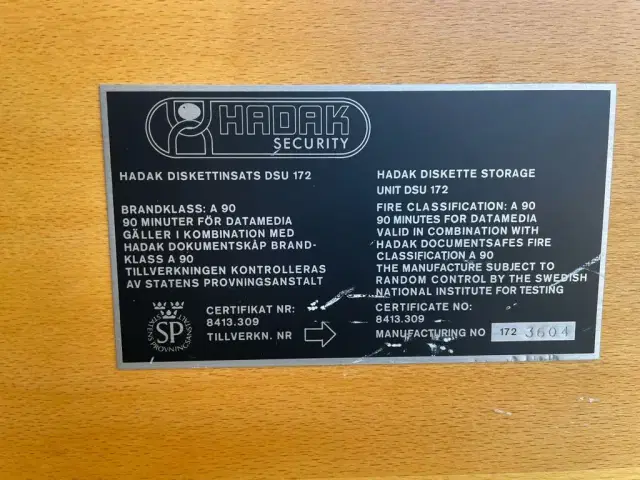 HADAK
SECURITY
HADAK DISKETTINSATS DSU 172
BRANDKLASS: A 90
90 MINUTER FÖR DATAMEDIA
GÄLLER I KOMBINATION MED
HADAK DOKUMENTSKÅP BRAND-
KLASS A 90
TILLVERKNINGEN KONTROLLERAS
AV STATENS PROVNINGSANSTALT
HADAK DISKETTE STORAGE
UNIT DSU 172
FIRE CLASSIFICATION: A 90
90 MINUTES FOR DATAMEDIA
VALID IN COMBINATION WITH
HADAK DOCUMENTSAFES FIRE
CLASSIFICATION A 90
THE MANUFACTURE SUBJECT TO
RANDOM CONTROL BY THE SWEDISH
NATIONAL INSTITUTE FOR TESTING
SP
STATENS PROVNINGSANSTALT
CERTIFIKAT NR:
8413.309
TILLVERKN. NR
CERTIFICATE NO:
8413.309
MANUFACTURING NO 172 3604